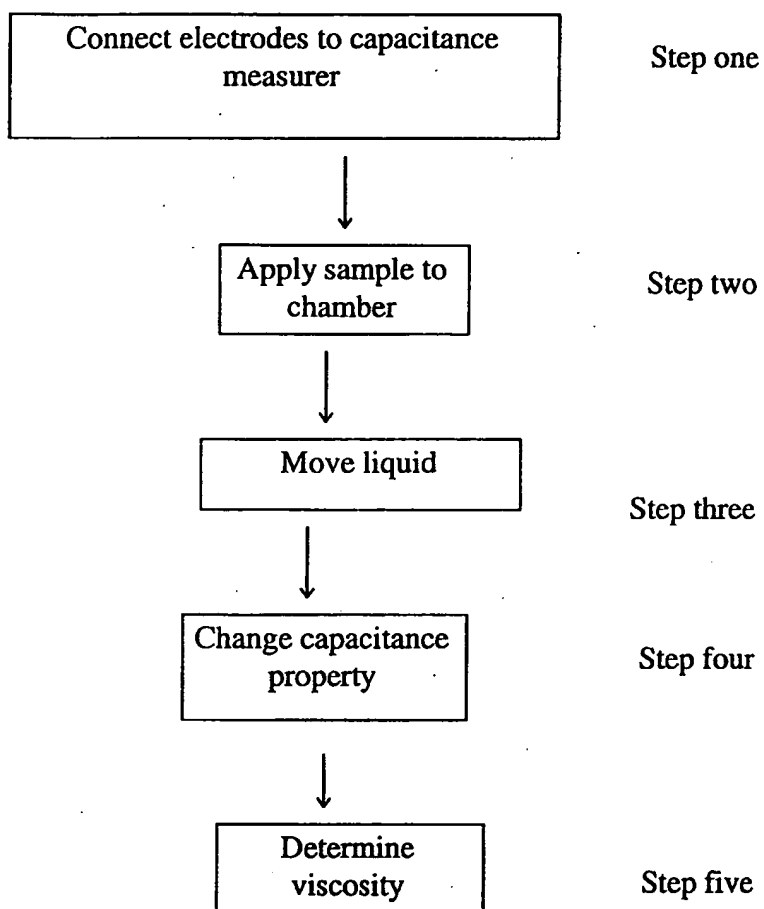 Connect electrodes to capacitance
measurer
Step one
Apply sample to
chamber
Step two
Move liquid
Step three
Change capacitance
property
Step four
Determine
viscosity
Step five